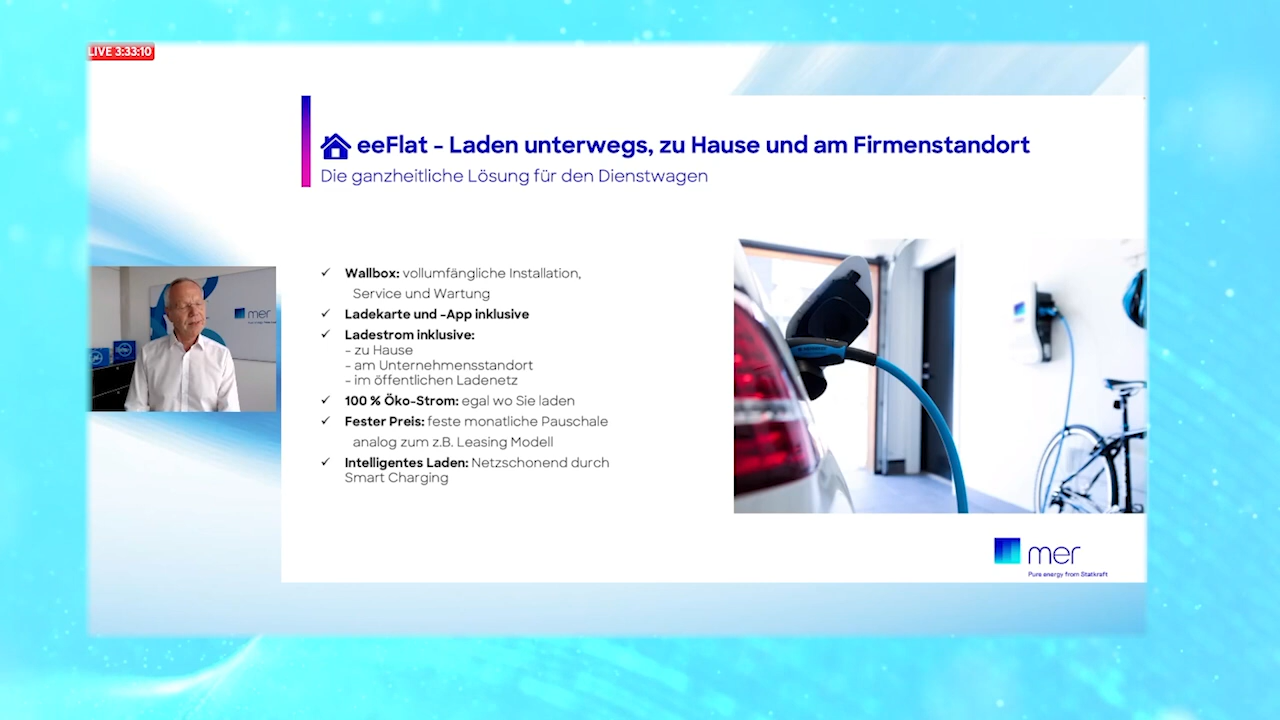 LIVE 3:33:10
eeFlat – Laden unterwegs, zu Hause und am Firmenstandort
Die ganzheitliche Lösung für den Dienstwagen
✓ Wallbox: vollumfängliche Installation,
Service und Wartung
✓ Ladekarte und -App inklusive
✓ Ladestrom inklusive:
- zu Hause
- am Unternehmensstandort
- im öffentlichen Ladenetz
✓ 100 % Öko-Strom: egal wo Sie laden
✓ Fester Preis: feste monatliche Pauschale
analog zum z.B. Leasing Modell
✓ Intelligentes Laden: Netzschonend durch
Smart Charging
mer
mer
Pure energy from Statkraft